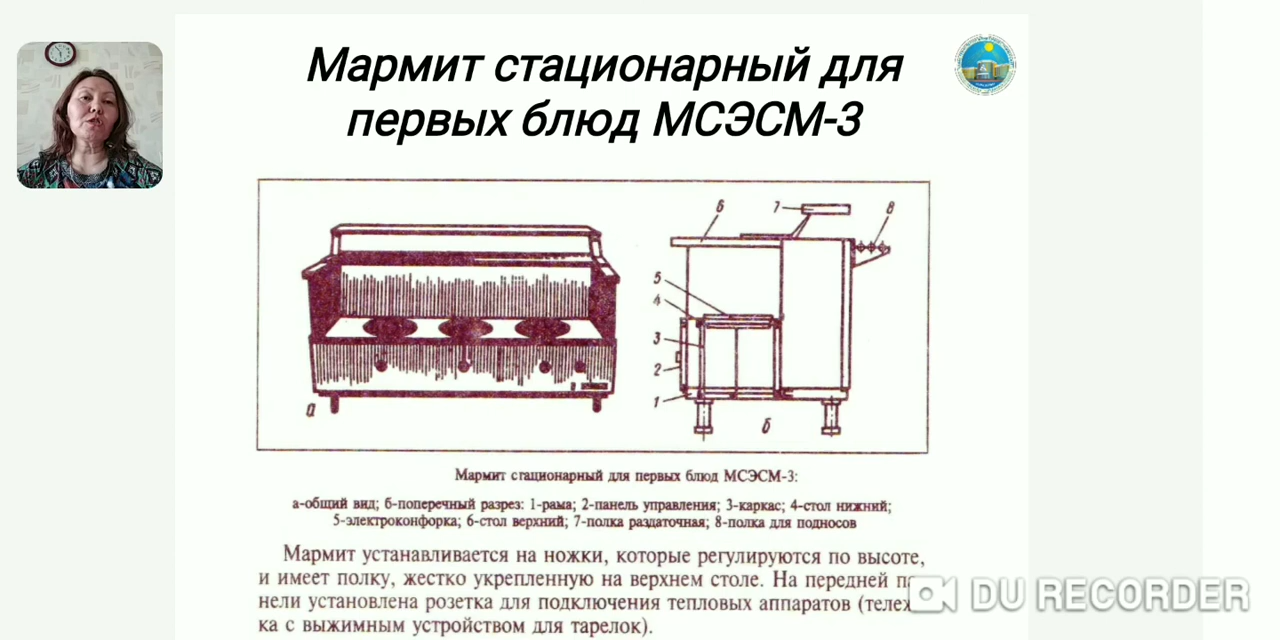 Мармит стационарный для
первых блюд МСЭСМ-3
6
7
8
5
4
3
2
1
а
б
Мармит стационарный для первых блюд МСЭСМ-3:
а-общий вид; б-поперечный разрез: 1-рама; 2-панель управления; 3-каркас; 4-стол нижний;
5-электроконфорка; 6-стол верхний; 7-полка раздаточная; 8-полка для подносов
Мармит устанавливается на ножки, которые регулируются по высоте,
и имеет полку, жестко укрепленную на верхнем столе. На передней па-
нели установлена розетка для подключения тепловых аппаратов (тележ-
ка с выжимным устройством для тарелок).
DU RECORDER